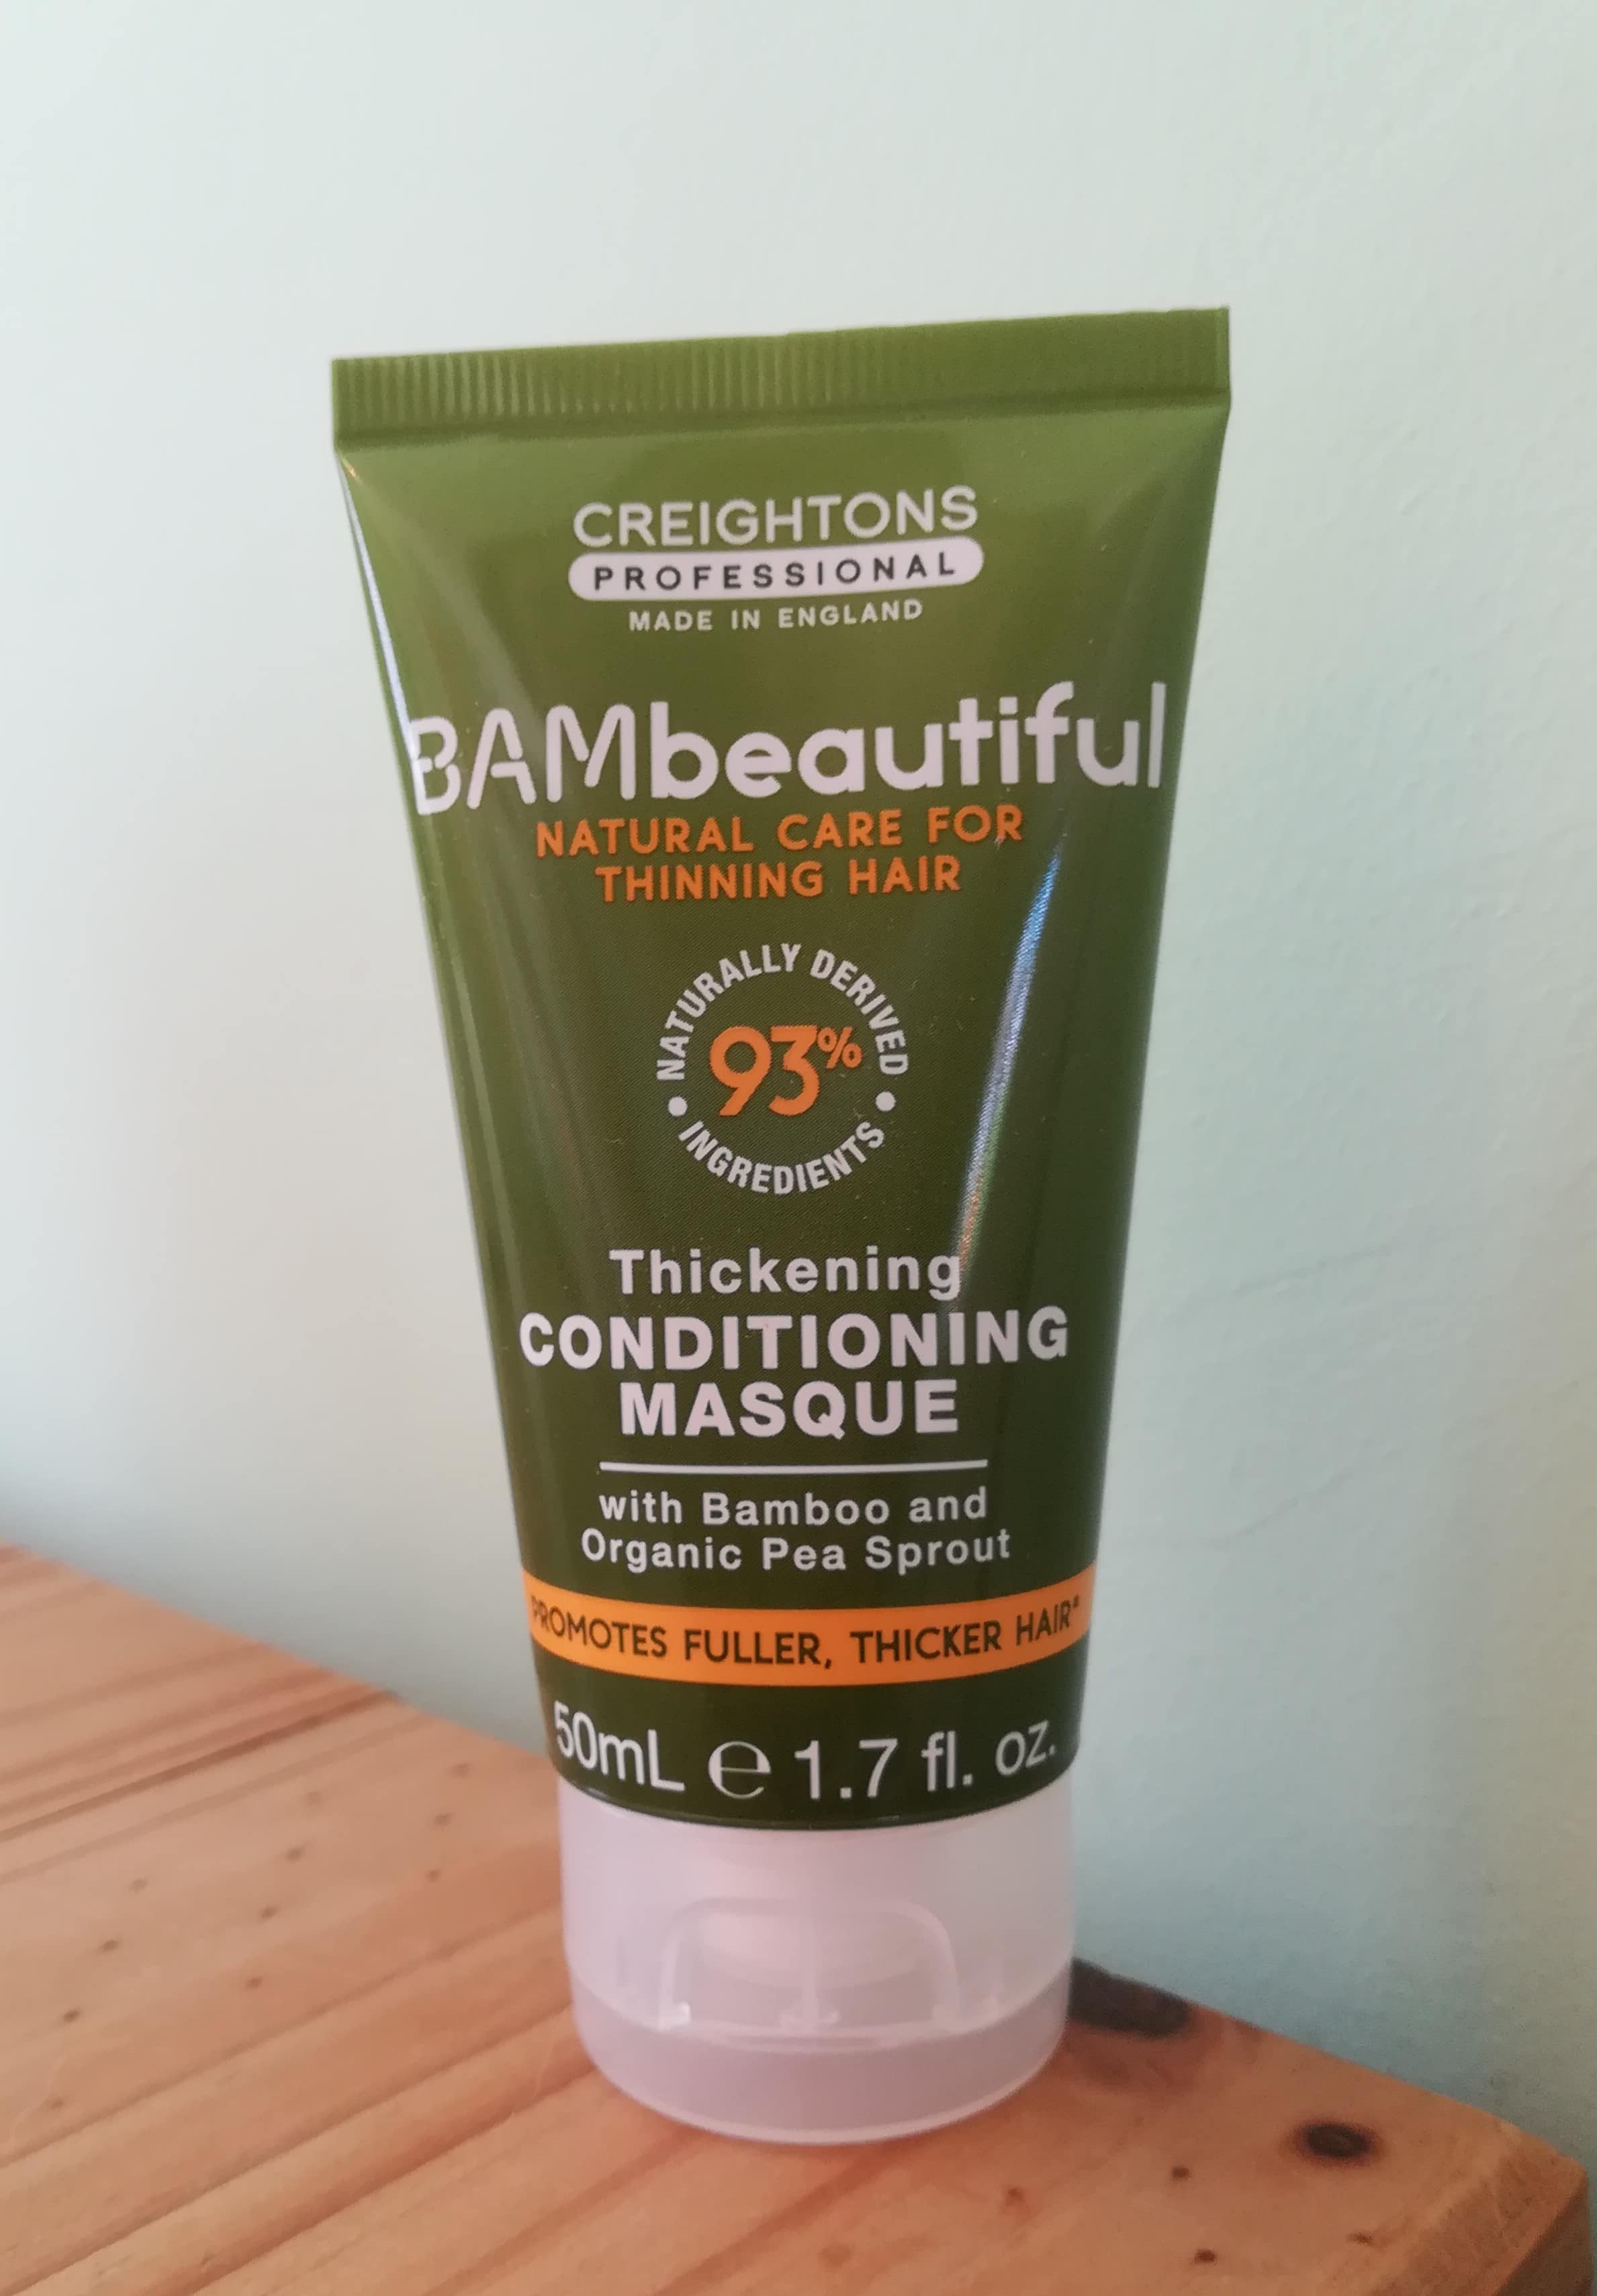 CREIGHTONS
PROFESSIONAL
MADE IN ENGLAND
BAMbeautiful
NATURAL CARE FOR
THINNING HAIR
NATURALLY DERIVED
93%
INGREDIENTS
Thickening
CONDITIONING
MASQUE
with Bamboo and
Organic Pea Sprout
PROMOTES FULLER, THICKER HAIR*
50mL ℮ 1.7 fl. oz.